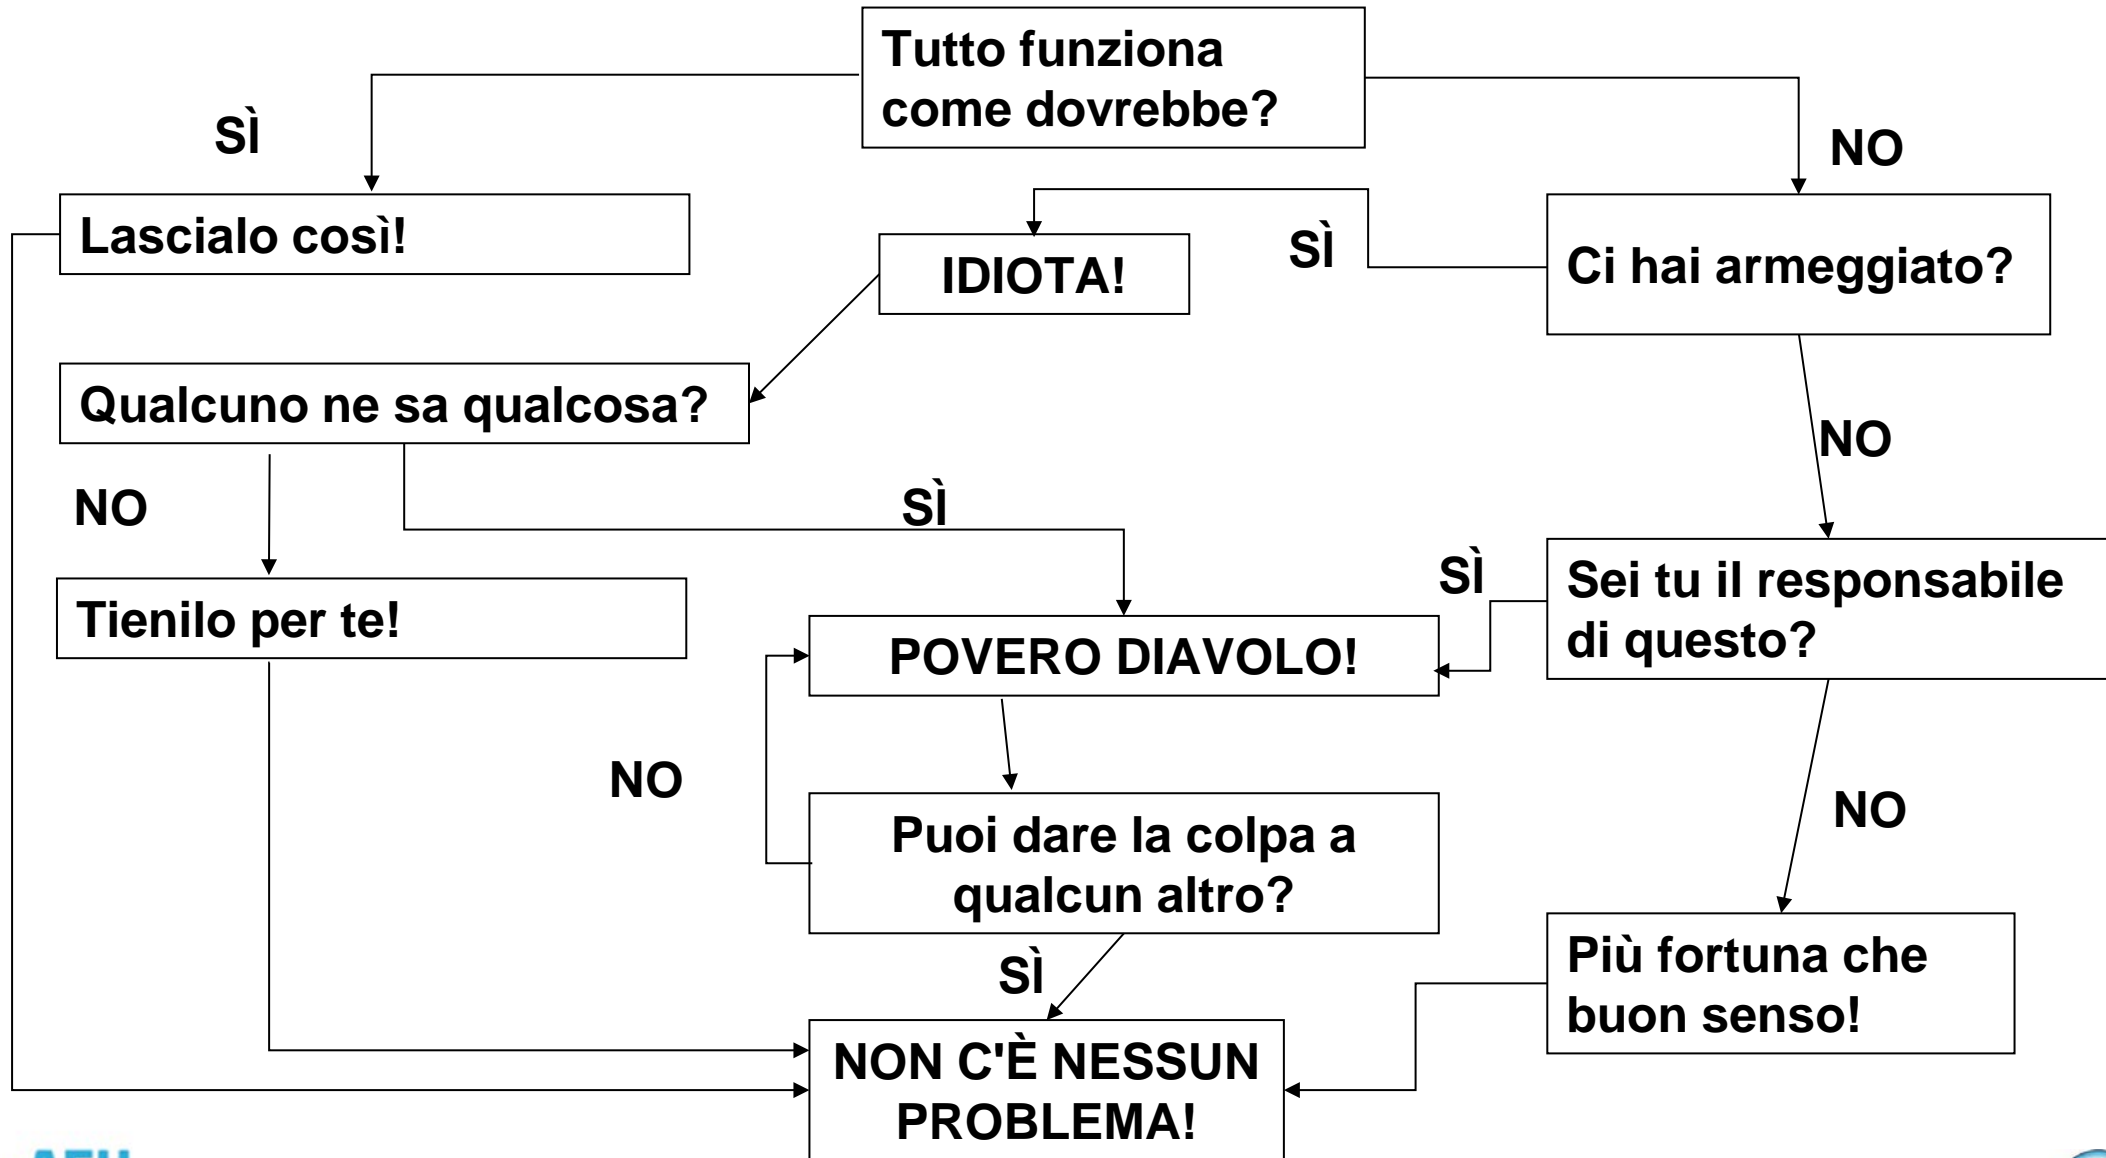 Tutto funziona
come dovrebbe?
SÌ
NO
Lascialo così!
IDIOTA!
SÌ
Ci hai armeggiato?
Qualcuno ne sa qualcosa?
NO
NO
SÌ
SÌ
Sei tu il responsabile
di questo?
Tienilo per te!
POVERO DIAVOLO!
NO
NO
Puoi dare la colpa a
qualcun altro?
SÌ
Più fortuna che
buon senso!
NON C'È NESSUN
PROBLEMA!